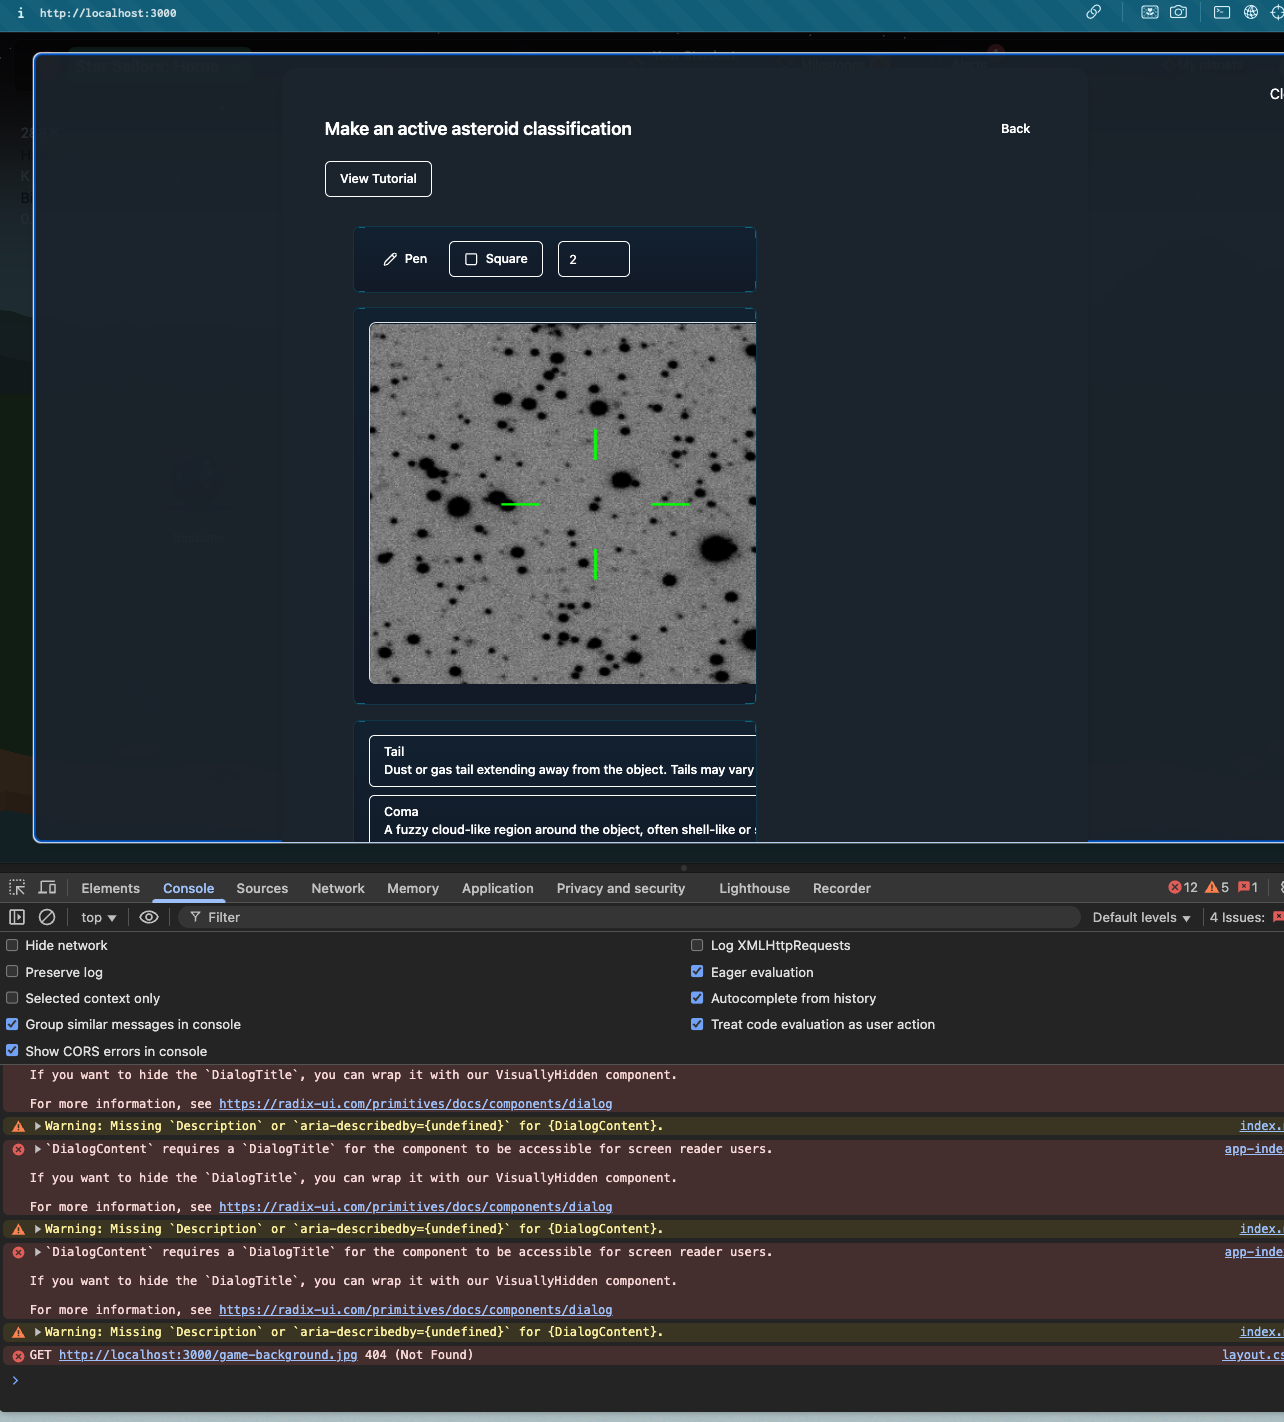 http://localhost:3000
Make an active asteroid classification
Back
View Tutorial
Pen
Square
2
Tail
Dust or gas tail extending away from the object. Tails may vary
Coma
A fuzzy cloud-like region around the object, often shell-like or
Elements
Console
Sources
Network
Memory
Application
Privacy and security
Lighthouse
Recorder
12
5
1
top
Filter
Default levels
4 Issues:
Hide network
Log XMLHttpRequests
Preserve log
Eager evaluation
Selected context only
Autocomplete from history
Group similar messages in console
Treat code evaluation as user action
Show CORS errors in console
If you want to hide the `DialogTitle`, you can wrap it with our VisuallyHidden component.
For more information, see https://radix-ui.com/primitives/docs/components/dialog
Warning: Missing `Description` or `aria-describedby={undefined}` for {DialogContent}.
index.
`DialogContent` requires a `DialogTitle` for the component to be accessible for screen reader users.
app-inde
If you want to hide the `DialogTitle`, you can wrap it with our VisuallyHidden component.
For more information, see https://radix-ui.com/primitives/docs/components/dialog
Warning: Missing `Description` or `aria-describedby={undefined}` for {DialogContent}.
index.
`DialogContent` requires a `DialogTitle` for the component to be accessible for screen reader users.
app-inde
If you want to hide the `DialogTitle`, you can wrap it with our VisuallyHidden component.
For more information, see https://radix-ui.com/primitives/docs/components/dialog
Warning: Missing `Description` or `aria-describedby={undefined}` for {DialogContent}.
index.
GET http://localhost:3000/game-background.jpg 404 (Not Found)
layout.cs